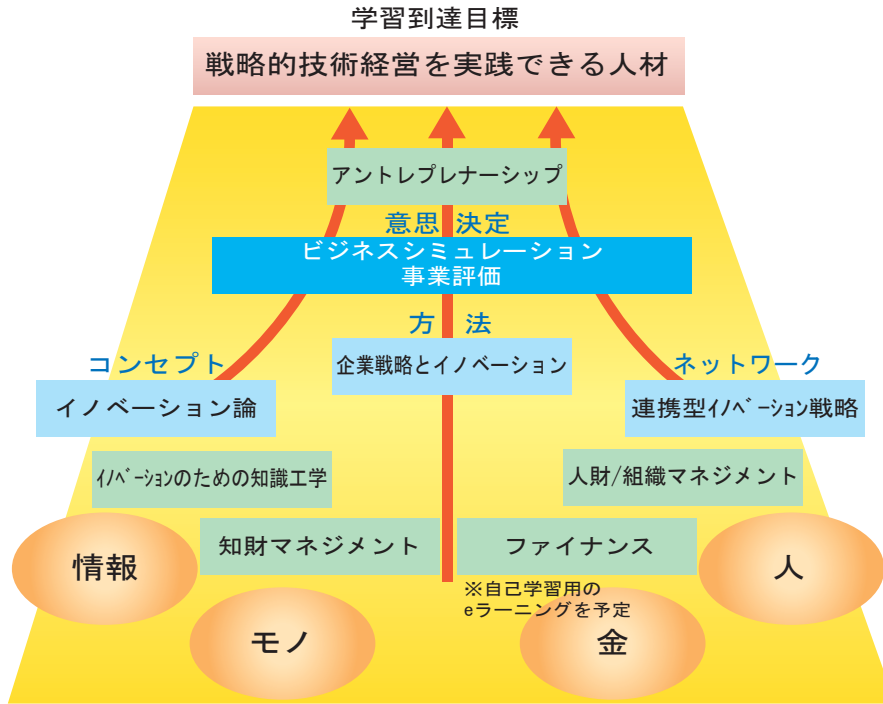 学習到達目標
戦略的技術経営を実践できる人材
アントレプレナーシップ
意思決定
ビジネスシミュレーション
事業評価
方法
企業戦略とイノベーション
コンセプト
イノベーション論
ネットワーク
連携型ｲﾉﾍﾞｰｼｮﾝ戦略
ｲﾉﾍﾞｰｼｮﾝのための知識工学
人財/組織マネジメント
知財マネジメント
ファイナンス
※自己学習用の
eラーニングを予定
情報
モノ
金
人